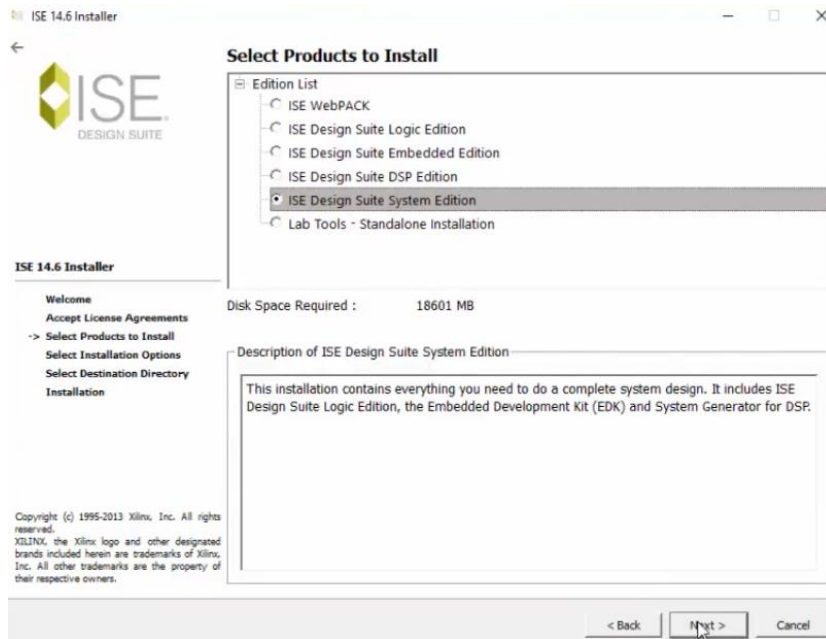 ISE 14.6 Installer
ISE
DESIGN SUITE
Select Products to Install
Edition List
ISE WebPACK
ISE Design Suite Logic Edition
ISE Design Suite Embedded Edition
ISE Design Suite DSP Edition
ISE Design Suite System Edition
Lab Tools - Standalone Installation
ISE 14.6 Installer
Welcome
Accept License Agreements
-> Select Products to Install
Select Installation Options
Select Destination Directory
Installation
Disk Space Required : 18601 MB
Description of ISE Design Suite System Edition
This installation contains everything you need to do a complete system design. It includes ISE
Design Suite Logic Edition, the Embedded Development Kit (EDK) and System Generator for DSP.
Copyright (c) 1995-2013 Xilinx, Inc. All rights
reserved.
XILINX, the Xilinx logo and other designated
brands included herein are trademarks of Xilinx,
Inc. All other trademarks are the property of
their respective owners.
< Back
Next >
Cancel